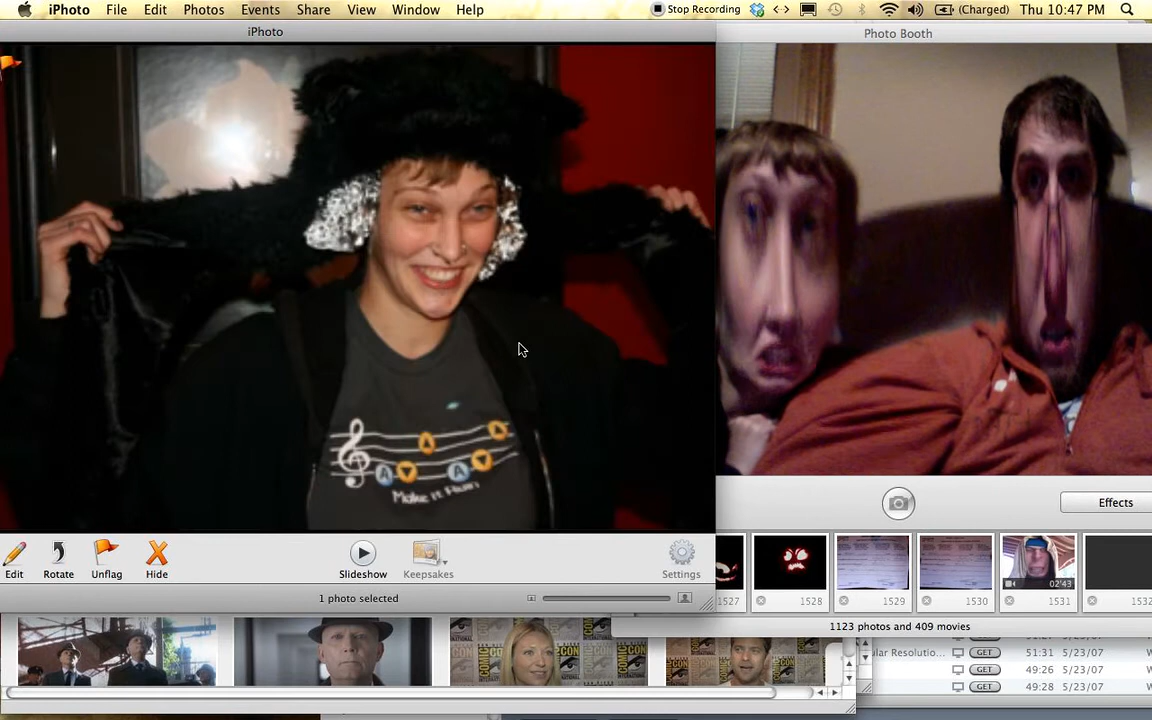 iPhoto File Edit Photos Events Share View Window Help Stop Recording (Charged) Thu 10:47 PM
iPhoto
Photo Booth
A A
Make it Rain!
Edit Rotate Unflag Hide Slideshow Keepsakes Settings
1 photo selected
Effects
02'43
1527 1528 1529 1530 1531 1532
1123 photos and 409 movies
COMIC CON
GET 51:31 5/23/07
GET 49:26 5/23/07
GET 49:28 5/23/07